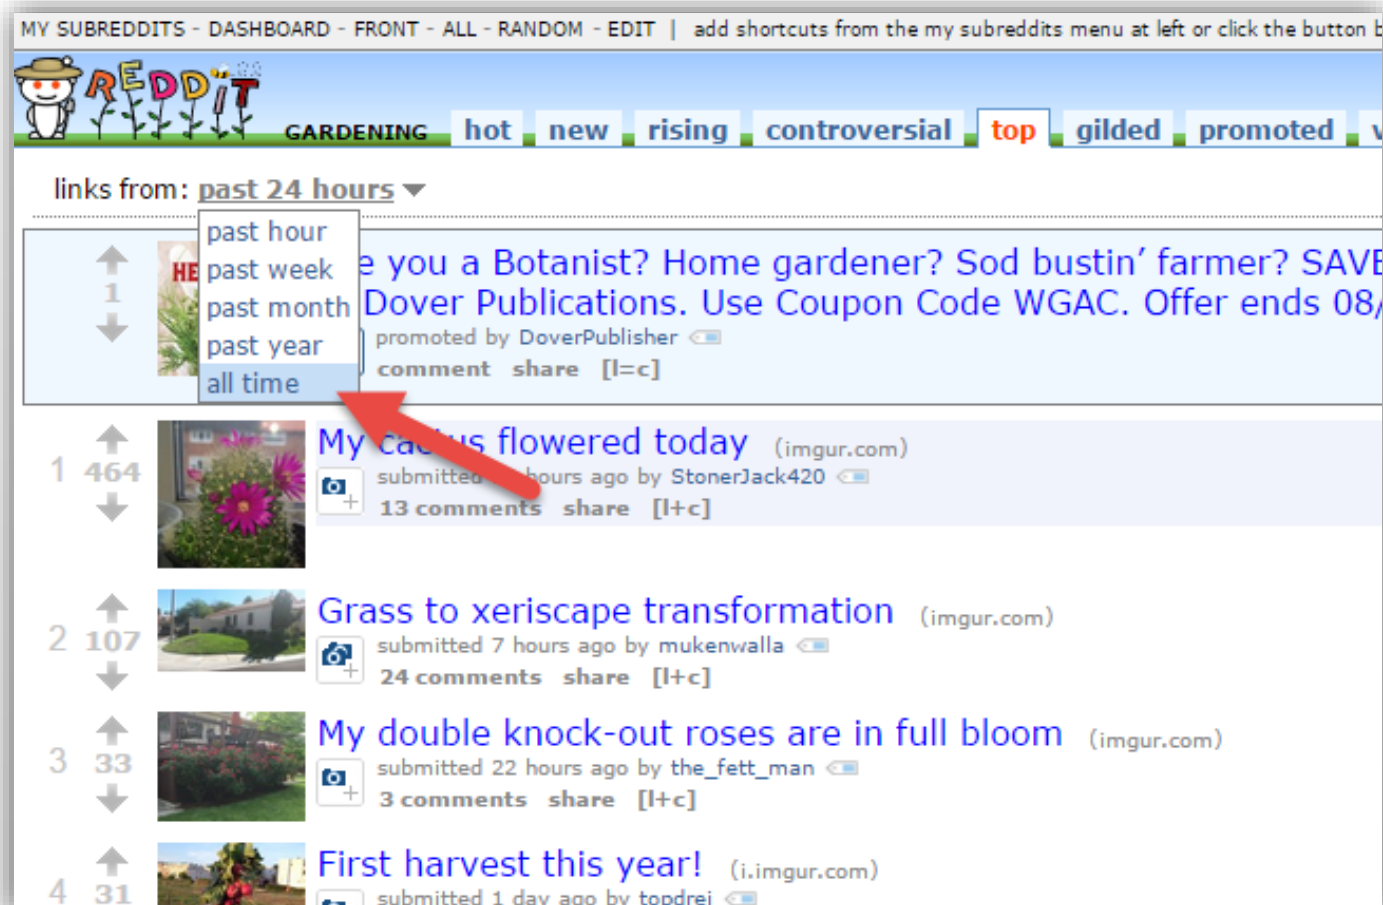 MY SUBREDDITS - DASHBOARD - FRONT - ALL - RANDOM - EDIT | add shortcuts from the my subreddits menu at left or click the button
REDDiT
GARDENING hot new rising controversial top gilded promoted
links from: past 24 hours
past hour
past week
past month
past year
all time
HE
e you a Botanist? Home gardener? Sod bustin' farmer? SAVE
Dover Publications. Use Coupon Code WGAC. Offer ends 08/
promoted by DoverPublisher
1
comment share [l=c]
My cactus flowered today (imgur.com)
1 464
submitted hours ago by StonerJack420
13 comments share [l+c]
Grass to xeriscape transformation (imgur.com)
2 107
submitted 7 hours ago by mukenwalla
24 comments share [l+c]
My double knock-out roses are in full bloom (imgur.com)
3 33
submitted 22 hours ago by the_fett_man
3 comments share [l+c]
First harvest this year! (i.imgur.com)
4 31
submitted 1 day ago by topdrei